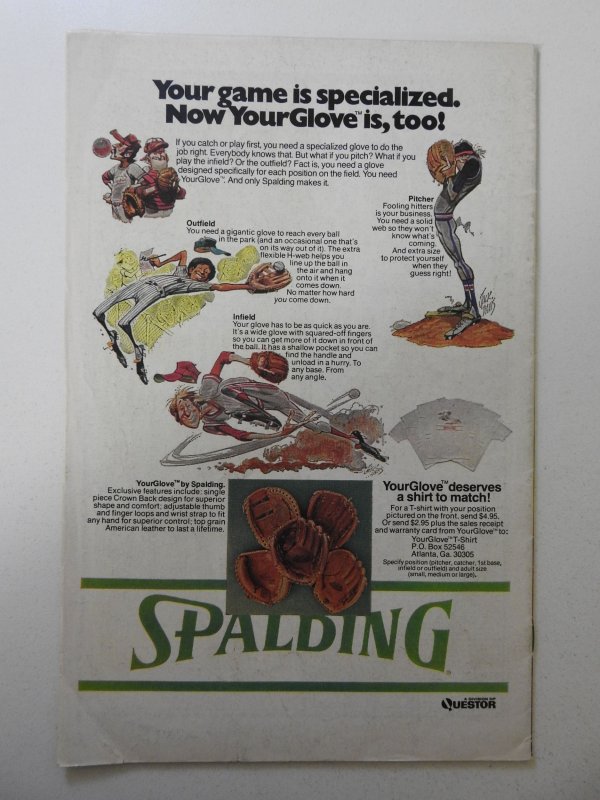 Your game is specialized.
Now YourGlove™ is, too!
If you catch or play first, you need a specialized glove to do the
job right. Everybody knows that. But what if you pitch? What if you
play the infield? Or the outfield? Fact is, you need a glove
designed specifically for each position on the field. You need
YourGlove™. And only Spalding makes it.
Pitcher
Fooling hitters
is your business.
You need a solid
web so they won't
know what's
coming.
And extra size
to protect yourself
when they
guess right!
Outfield
You need a gigantic glove to reach every ball
in the park (and an occasional one that's
on its way out of it). The extra
flexible H-web helps you
line up the ball in
the air and hang
onto it when it
comes down.
No matter how hard
you come down.
Infield
Your glove has to be as quick as you are.
It's a wide glove with squared-off fingers
so you can get more of it down in front of
the ball. It has a shallow pocket so you can
find the handle and
unload in a hurry. To
any base. From
any angle.
YourGlove™ by Spalding.
Exclusive features include: single
piece Crown Back design for superior
shape and comfort; adjustable thumb
and finger loops and wrist strap to fit
any hand for superior control; top grain
American leather to last a lifetime.
YourGlove™ deserves
a shirt to match!
For a T-shirt with your position
pictured on the front, send $4.95.
Or send $2.95 plus the sales receipt
and warranty card from YourGlove™ to:
YourGlove™ T-Shirt
P.O. Box 52546
Atlanta, Ga. 30305
Specify position (pitcher, catcher, 1st base,
infield or outfield) and adult size
(small, medium or large).
SPALDING®
A DIVISION OF
QUESTOR